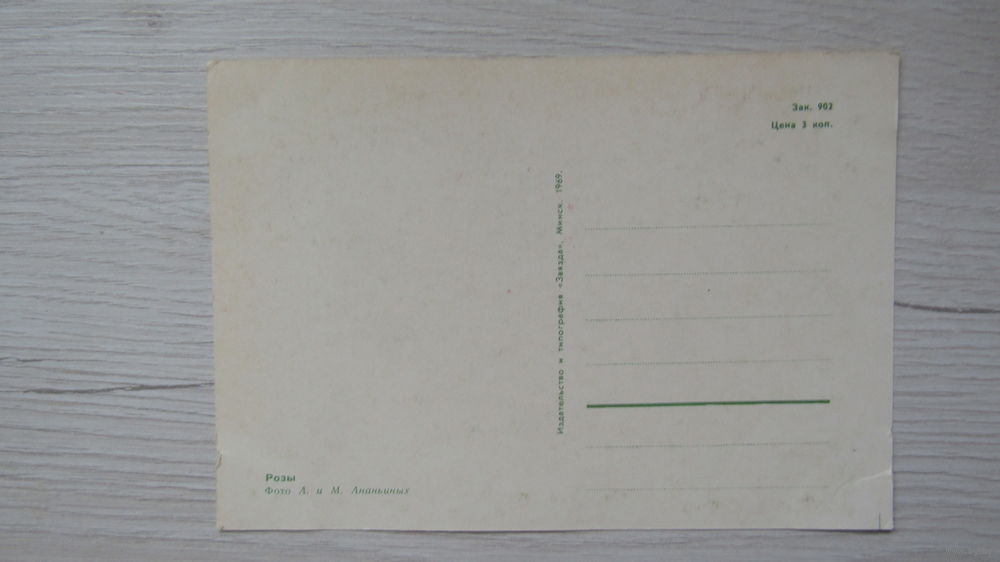 Зак. 902
Цена 3 коп.
Издательство и типография «Звязда», Минск. 1969.
Розы
Фото А. и М. Ананьиных